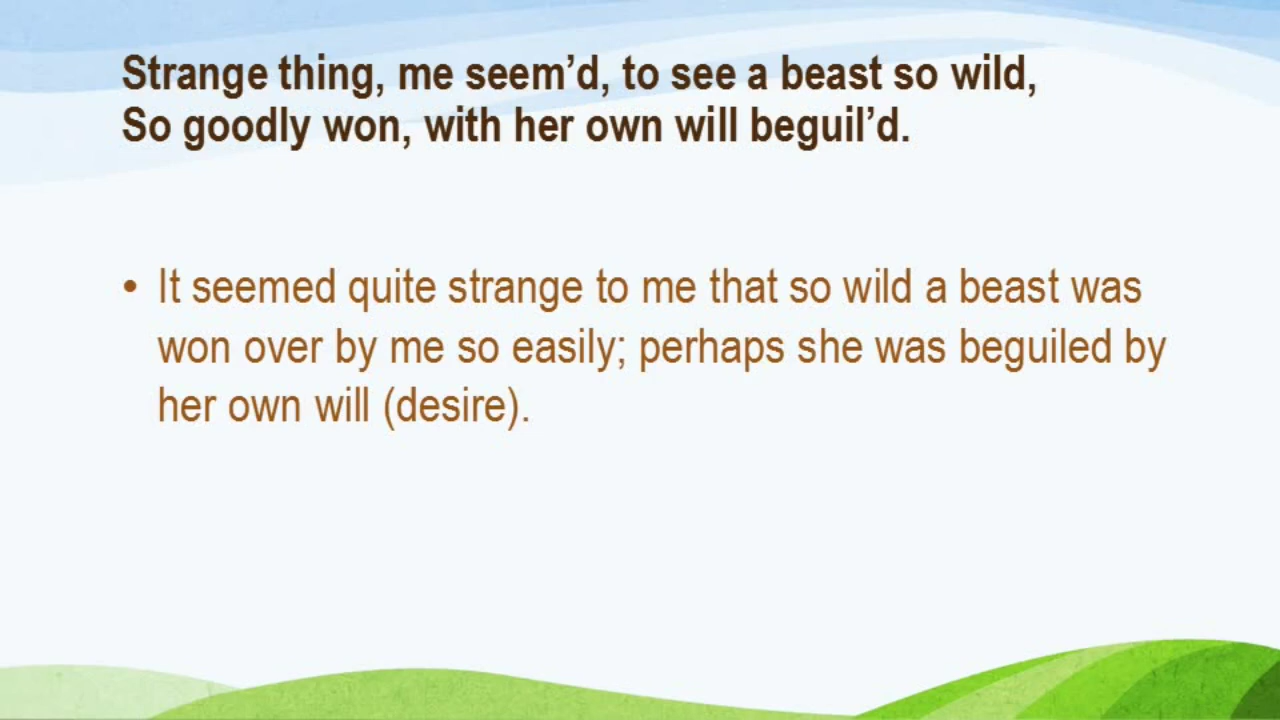 Strange thing, me seem’d, to see a beast so wild,
So goodly won, with her own will beguil’d.
• It seemed quite strange to me that so wild a beast was
won over by me so easily; perhaps she was beguiled by
her own will (desire).